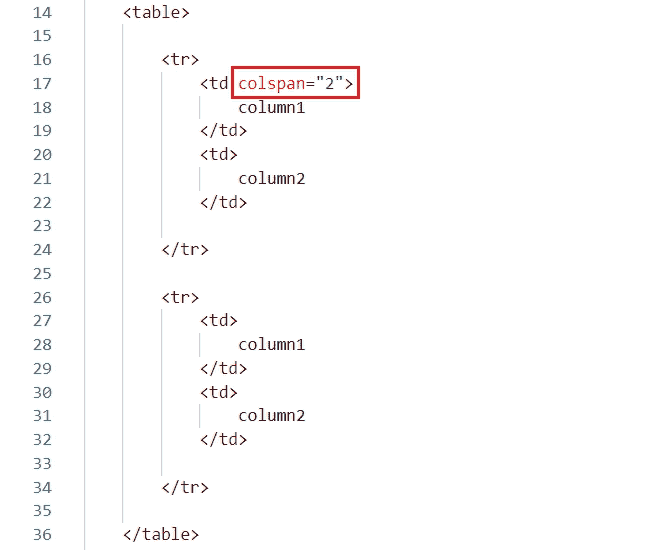 14 <table>
15
16 <tr>
17 <td colspan="2">
18 column1
19 </td>
20 <td>
21 column2
22 </td>
23
24 </tr>
25
26 <tr>
27 <td>
28 column1
29 </td>
30 <td>
31 column2
32 </td>
33
34 </tr>
35
36 </table>